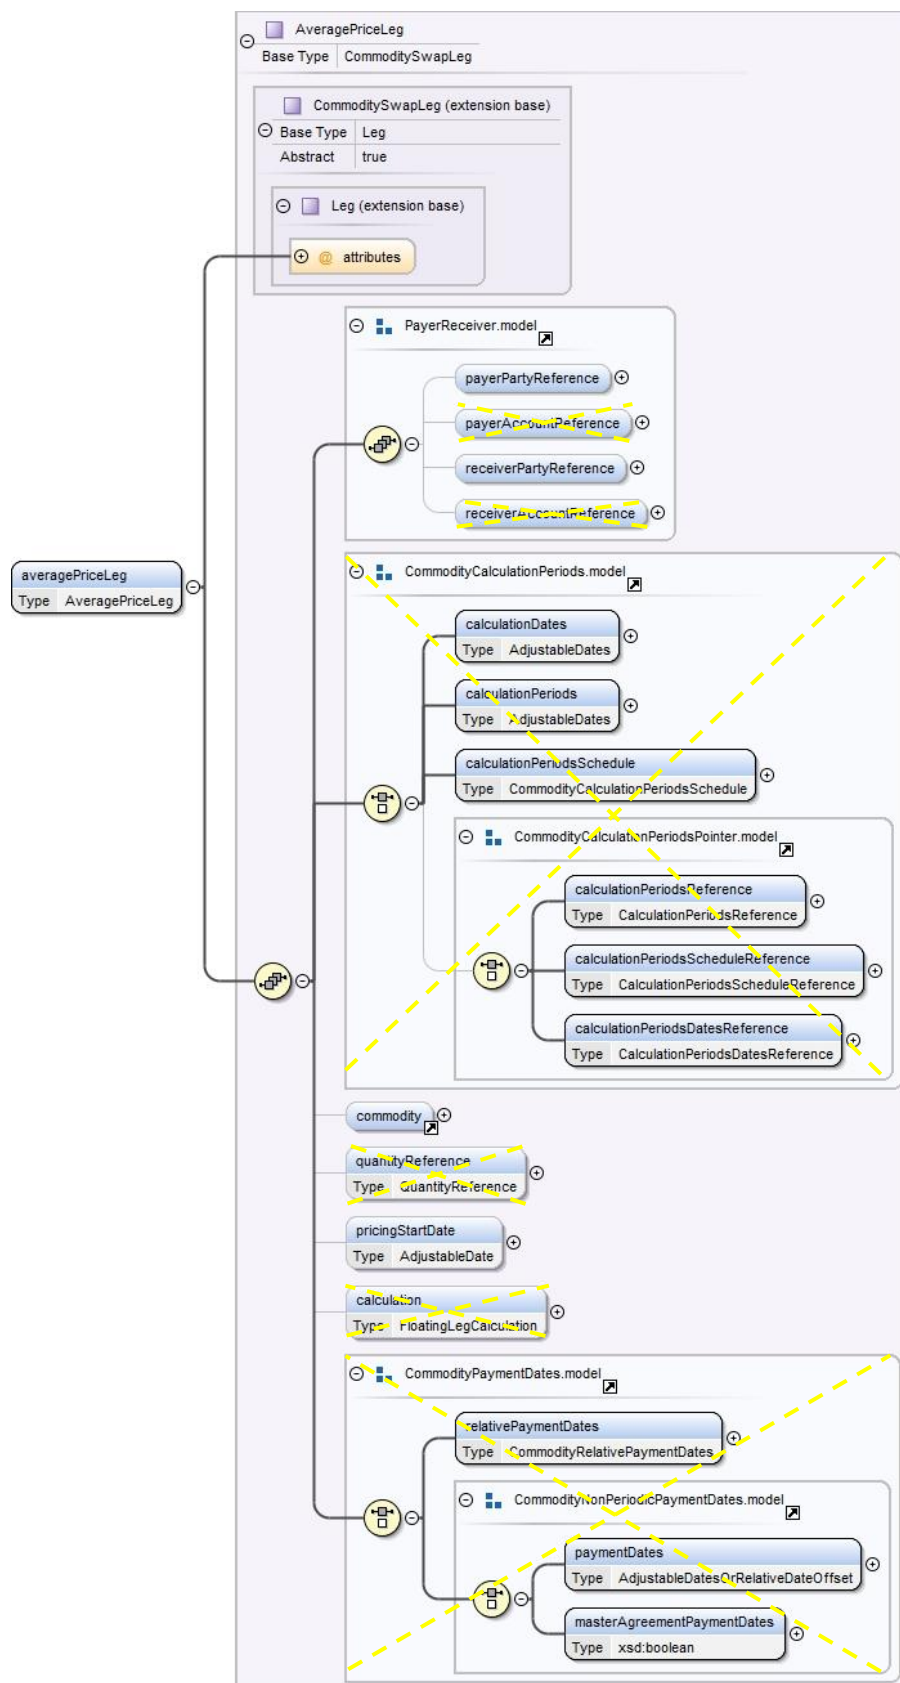 AveragePriceLeg
Base Type CommoditySwapLeg
CommoditySwapLeg (extension base)
Base Type Leg
Abstract true
Leg (extension base)
@ attributes
PayerReceiver.model
payerPartyReference
payerAccountReference
receiverPartyReference
receiverAccountReference
averagePriceLeg
Type AveragePriceLeg
CommodityCalculationPeriods.model
calculationDates
Type AdjustableDates
calculationPeriods
Type AdjustableDates
calculationPeriodsSchedule
Type CommodityCalculationPeriodsSchedule
CommodityCalculationPeriodsPointer.model
calculationPeriodsReference
Type CalculationPeriodsReference
calculationPeriodsScheduleReference
Type CalculationPeriodsScheduleReference
calculationPeriodsDatesReference
Type CalculationPeriodsDatesReference
commodity
quantityReference
Type QuantityReference
pricingStartDate
Type AdjustableDate
calculation
Type FloatingLegCalculation
CommodityPaymentDates.model
relativePaymentDates
Type CommodityRelativePaymentDates
CommodityNonPeriodicPaymentDates.model
paymentDates
Type AdjustableDatesOrRelativeDateOffset
masterAgreementPaymentDates
Type xsd:boolean